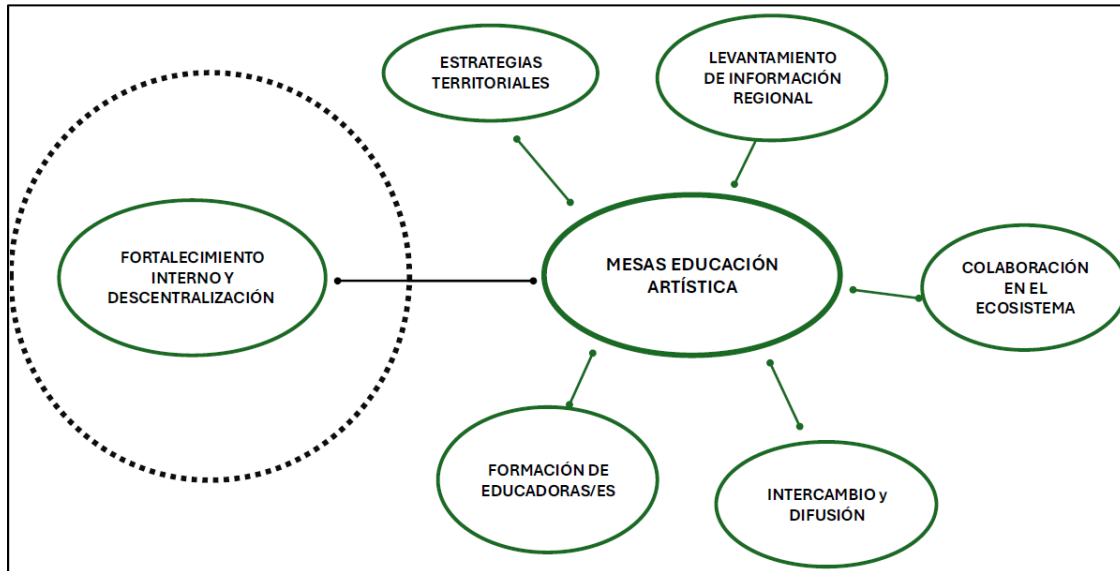 ESTRATEGIAS
TERRITORIALES
LEVANTAMIENTO
DE INFORMACIÓN
REGIONAL
FORTALECIMIENTO
INTERNO Y
DESCENTRALIZACIÓN
MESAS EDUCACIÓN
ARTÍSTICA
COLABORACIÓN
EN EL
ECOSISTEMA
FORMACIÓN DE
EDUCADORAS/ES
INTERCAMBIO y
DIFUSIÓN